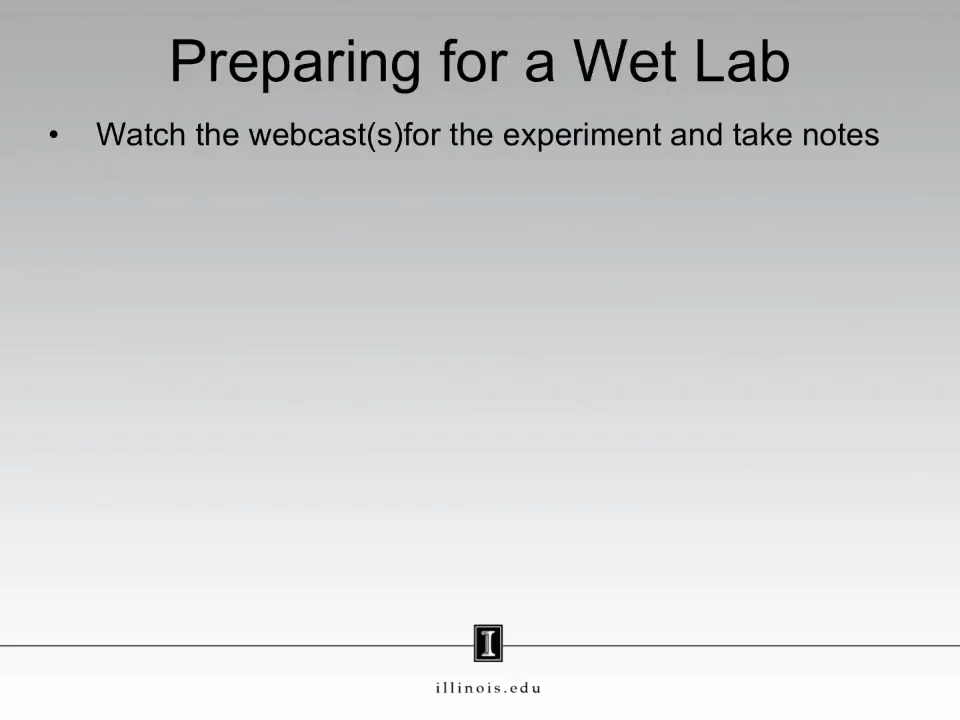 Preparing for a Wet Lab
• Watch the webcast(s)for the experiment and take notes
I
illinois.edu